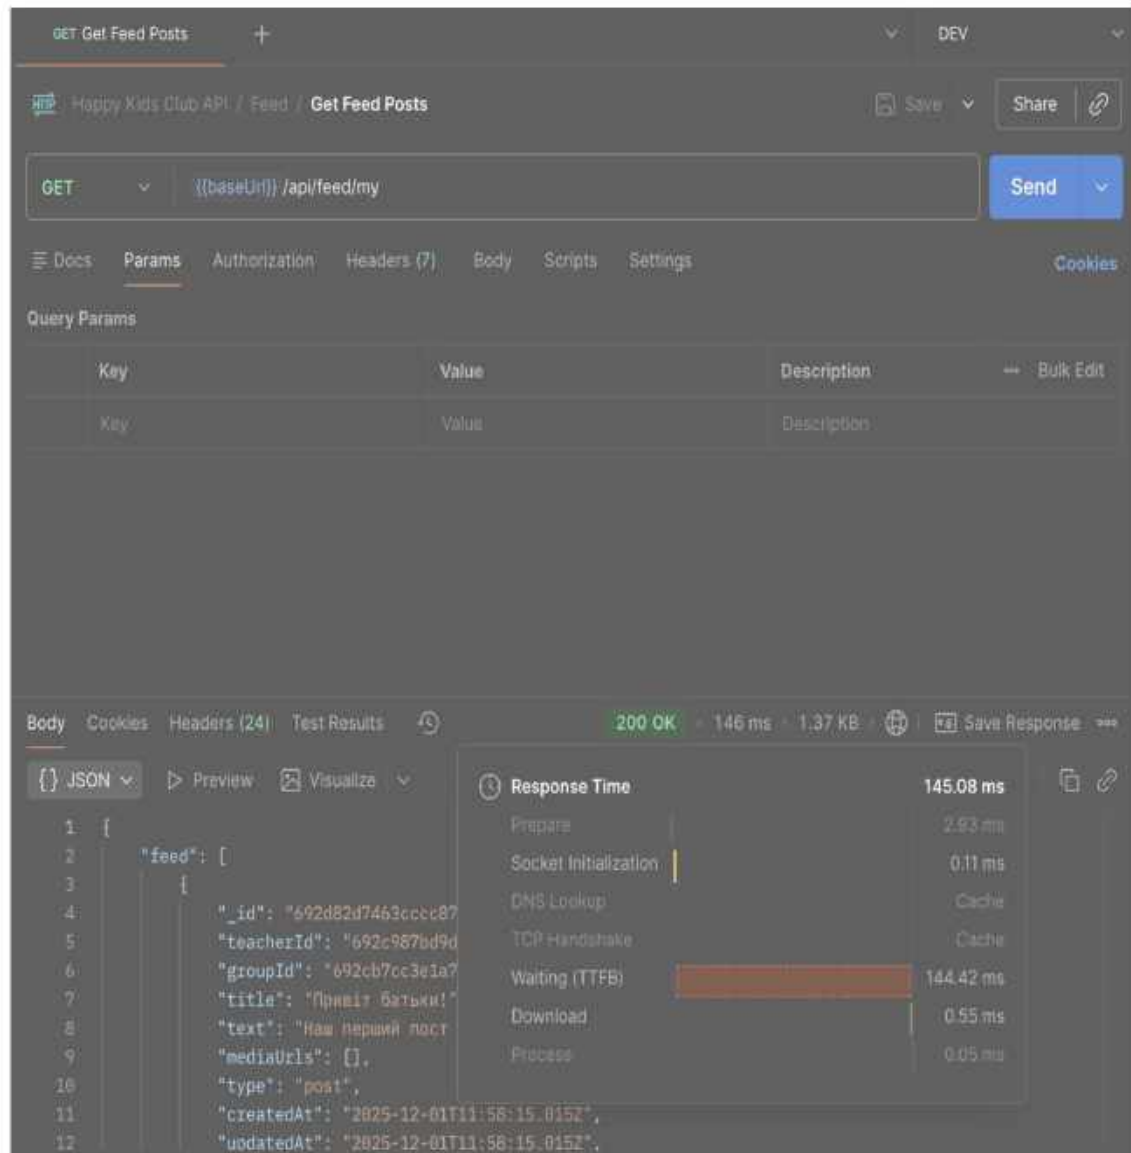 GET Get Feed Posts + DEV
HTTP Happy Kids Club API / Feed / Get Feed Posts Save Share
GET {{baseUrl}} /api/feed/my Send
Docs Params Authorization Headers (7) Body Scripts Settings Cookies
Query Params
Key Value Description ••• Bulk Edit
Key Value Description
Body Cookies Headers (24) Test Results 200 OK • 146 ms • 1.37 KB • Save Response •••
{} JSON Preview Visualize
Response Time 145.08 ms
Prepare 2.93 ms
Socket Initialization 0.11 ms
DNS Lookup Cache
TCP Handshake Cache
Waiting (TTFB) 144.42 ms
Download 0.55 ms
Process 0.05 ms
1 {
2 "feed": [
3 {
4 "_id": "692d82d7463cccc87
5 "teacherId": "692c987bd9d
6 "groupId": "692cb7cc3e1a7
7 "title": "Привіт батьки!"
8 "text": "Наш перший пост
9 "mediaUrls": [],
10 "type": "post",
11 "createdAt": "2025-12-01T11:58:15.015Z",
12 "updatedAt": "2025-12-01T11:58:15.015Z",